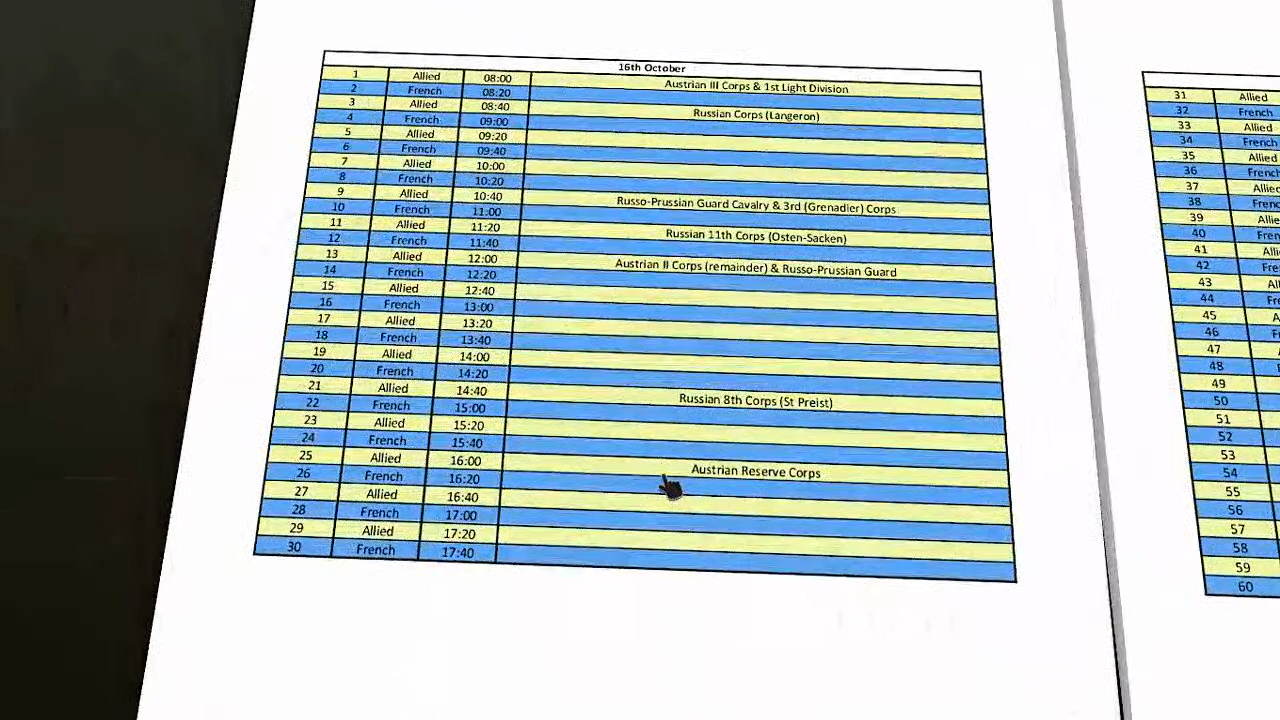 16th October
1 Allied 08:00 Austrian III Corps & 1st Light Division
2 French 08:20
3 Allied 08:40 Russian Corps (Langeron)
4 French 09:00
5 Allied 09:20
6 French 09:40
7 Allied 10:00
8 French 10:20
9 Allied 10:40 Russo-Prussian Guard Cavalry & 3rd (Grenadier) Corps
10 French 11:00
11 Allied 11:20 Russian 11th Corps (Osten-Sacken)
12 French 11:40
13 Allied 12:00 Austrian II Corps (remainder) & Russo-Prussian Guard
14 French 12:20
15 Allied 12:40
16 French 13:00
17 Allied 13:20
18 French 13:40
19 Allied 14:00
20 French 14:20
21 Allied 14:40 Russian 8th Corps (St Preist)
22 French 15:00
23 Allied 15:20
24 French 15:40
25 Allied 16:00 Austrian Reserve Corps
26 French 16:20
27 Allied 16:40
28 French 17:00
29 Allied 17:20
30 French 17:40
31 Allied
32 French
33 Allied
34 French
35 Allied
36 French
37 Allie
38 Frenc
39 Allie
40 Frenc
41 Allie
42 Fre
43 Alli
44 Fre
45 A
46 F
47
48
49
50
51
52
53
54
55
56
57
58
59
60